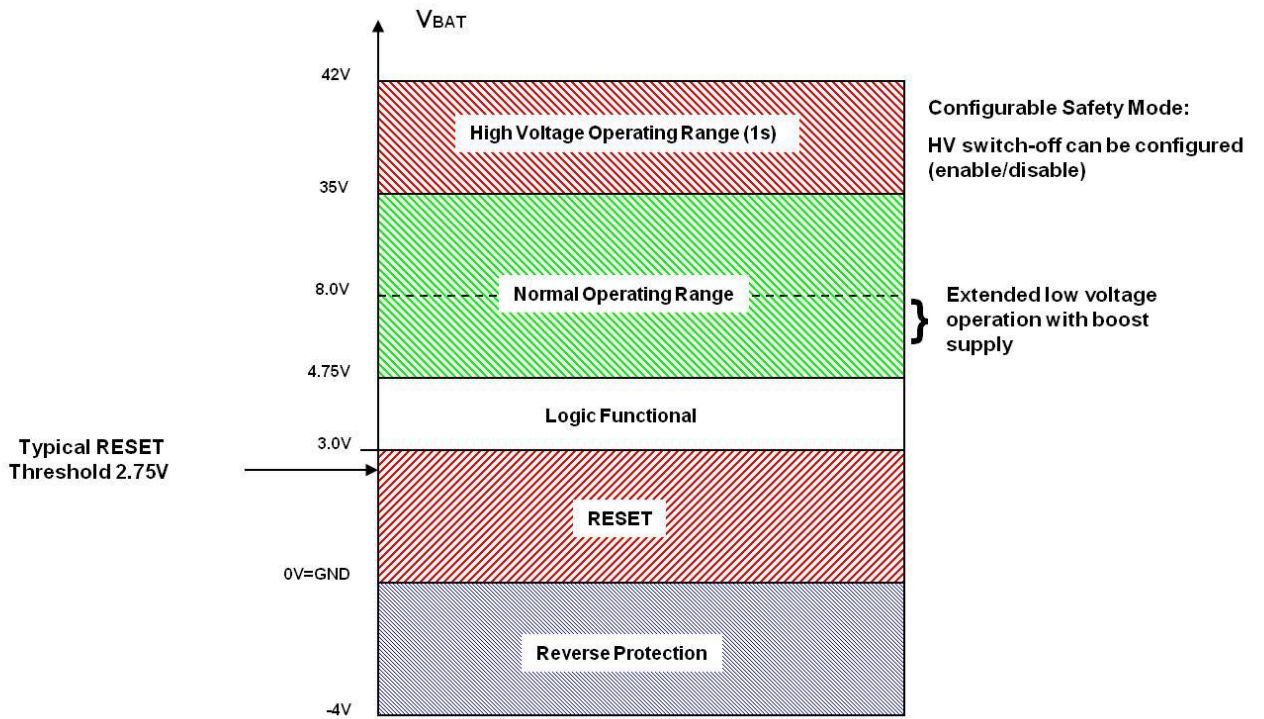 VBAT
42V
High Voltage Operating Range (1s)
Configurable Safety Mode:
HV switch-off can be configured
(enable/disable)
35V
8.0V
Normal Operating Range
Extended low voltage
operation with boost
supply
4.75V
Logic Functional
3.0V
Typical RESET
Threshold 2.75V
RESET
0V=GND
Reverse Protection
-4V